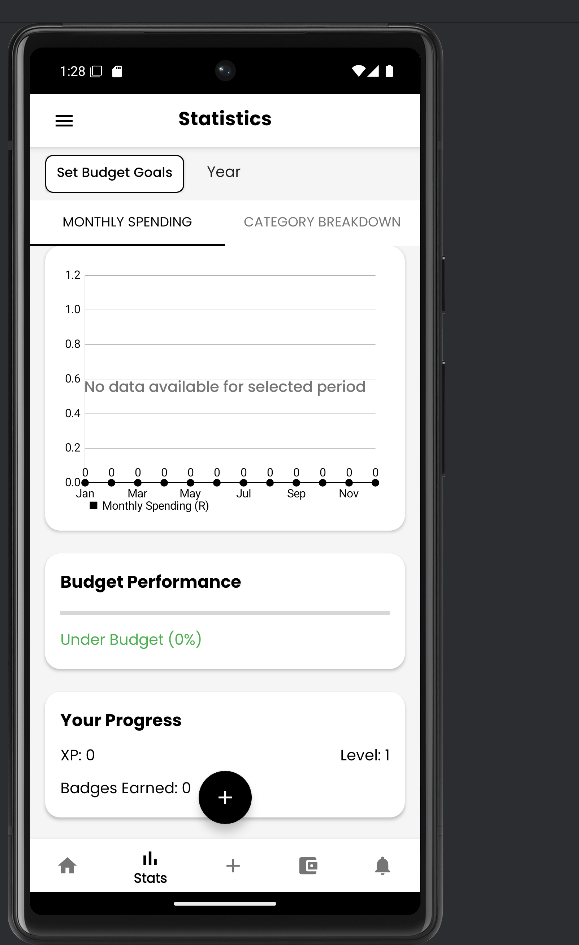 1:28
Statistics
Set Budget Goals Year
MONTHLY SPENDING CATEGORY BREAKDOWN
1.2
1.0
0.8
0.6
No data available for selected period
0.4
0.2
0 0 0 0 0 0 0 0 0 0 0 0
0.0
Jan Mar May Jul Sep Nov
Monthly Spending (R)
Budget Performance
Under Budget (0%)
Your Progress
XP: 0 Level: 1
Badges Earned: 0
+
+
Stats